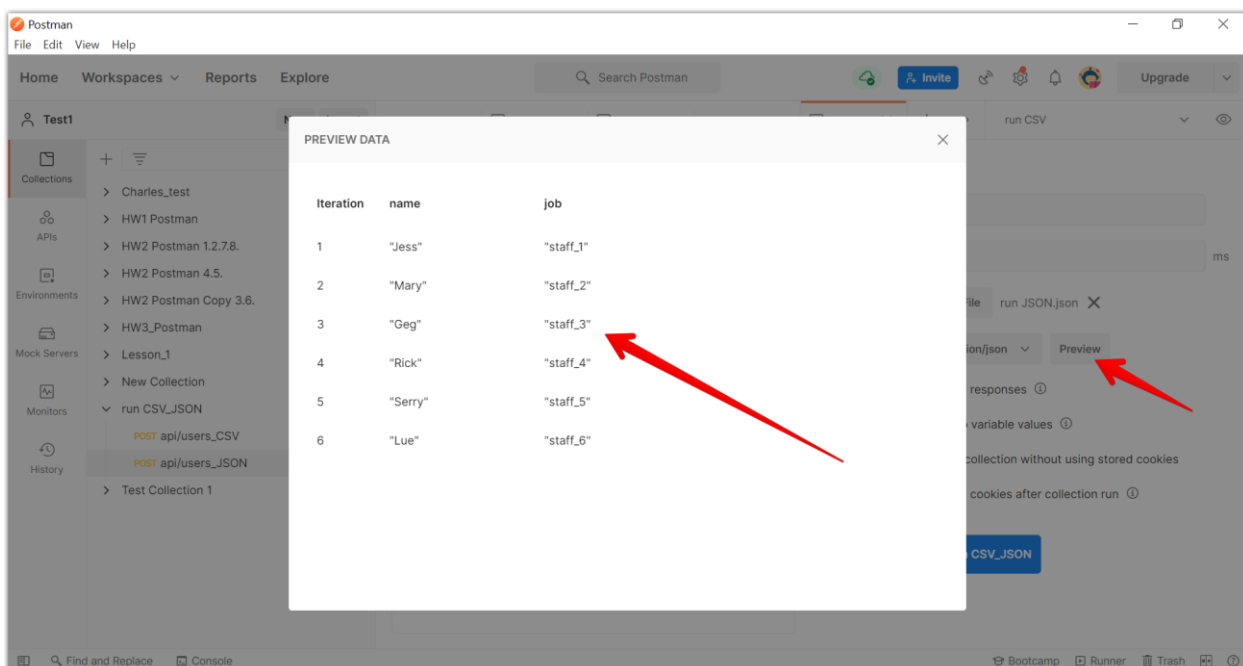 Postman
File Edit View Help
Home Workspaces Reports Explore Search Postman Invite Upgrade
Test1 run CSV
PREVIEW DATA
Collections
APIs
Environments
Mock Servers
Monitors
History
Charles_test
HW1 Postman
HW2 Postman 1.2.7.8.
HW2 Postman 4.5.
HW2 Postman Copy 3.6.
HW3_Postman
Lesson_1
New Collection
run CSV_JSON
POST api/users_CSV
POST api/users_JSON
Test Collection 1
Iteration name job
1 "Jess" "staff_1"
2 "Mary" "staff_2"
3 "Geg" "staff_3"
4 "Rick" "staff_4"
5 "Serry" "staff_5"
6 "Lue" "staff_6"
ms
File run JSON.json
ion/json Preview
responses
variable values
collection without using stored cookies
cookies after collection run
CSV_JSON
Find and Replace Console Bootcamp Runner Trash